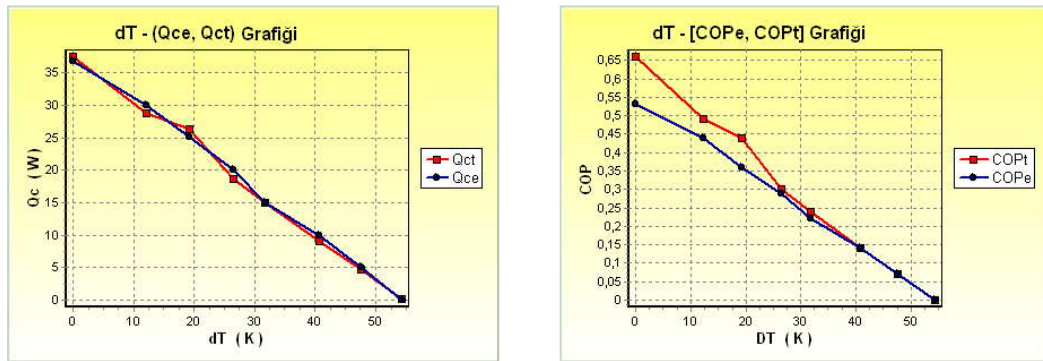 dT - (Qce, Qct) Grafiği
Qc (W)
35
30
25
20
15
10
5
0
0 10 20 30 40 50
dT (K)
Qct
Qce
dT - [COPe, COPt] Grafiği
COP
0,65
0,6
0,55
0,5
0,45
0,4
0,35
0,3
0,25
0,2
0,15
0,1
0,05
0
0 10 20 30 40 50
DT (K)
COPt
COPe